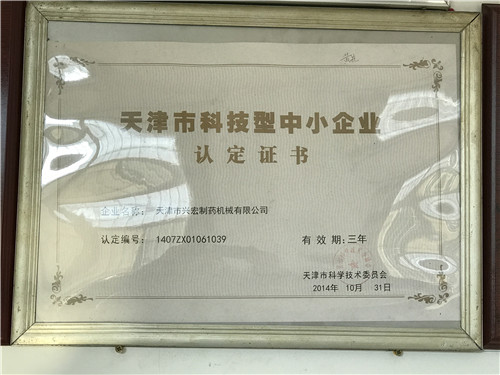 天津市科技型中小企业
认定证书
企业名称: 天津市兴宏制药机械有限公司
认定编号: 1407ZX01061039 有效期:三年
天津市科学技术委员会
2014年 10月 31日